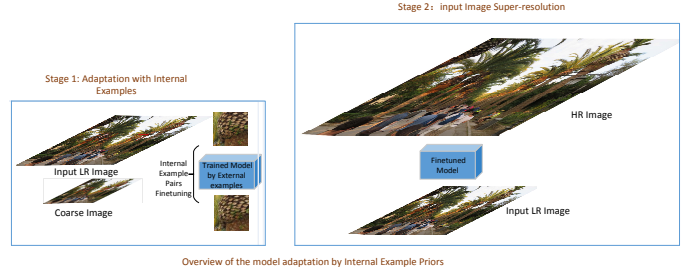 Stage 2：input Image Super-resolution
Stage 1: Adaptation with Internal
Examples
HR Image
Input LR Image
Coarse Image
Internal
Example
Pairs
Finetuning
Trained Model
by External
examples
Finetuned
Model
Input LR Image
Overview of the model adaptation by Internal Example Priors